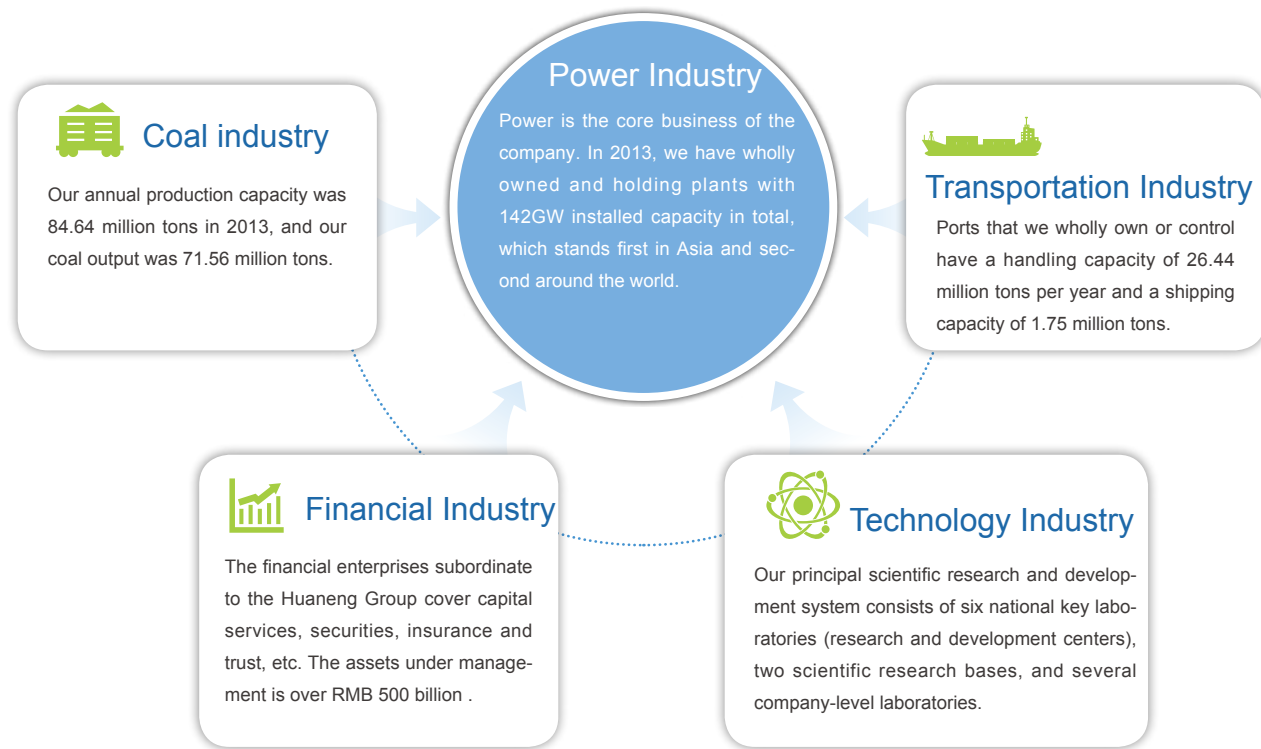 Power Industry
Power is the core business of the
company. In 2013, we have wholly
owned and holding plants with
142GW installed capacity in total,
which stands first in Asia and sec-
ond around the world.
Coal industry
Our annual production capacity was
84.64 million tons in 2013, and our
coal output was 71.56 million tons.
Transportation Industry
Ports that we wholly own or control
have a handling capacity of 26.44
million tons per year and a shipping
capacity of 1.75 million tons.
Financial Industry
The financial enterprises subordinate
to the Huaneng Group cover capital
services, securities, insurance and
trust, etc. The assets under manage-
ment is over RMB 500 billion .
Technology Industry
Our principal scientific research and develop-
ment system consists of six national key labo-
ratories (research and development centers),
two scientific research bases, and several
company-level laboratories.